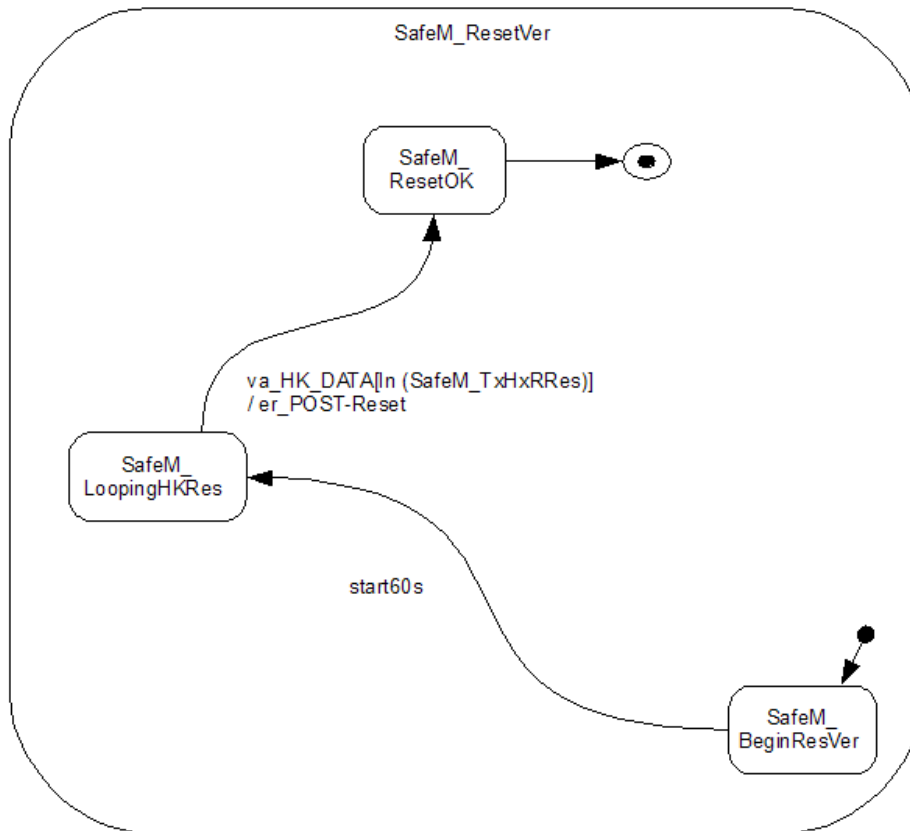 SafeM_ResetVer
SafeM_
ResetOK
va_HK_DATA[In (SafeM_TxHxRRes)]
/ er_POST-Reset
SafeM_
LoopingHKRes
start60s
SafeM_
BeginResVer